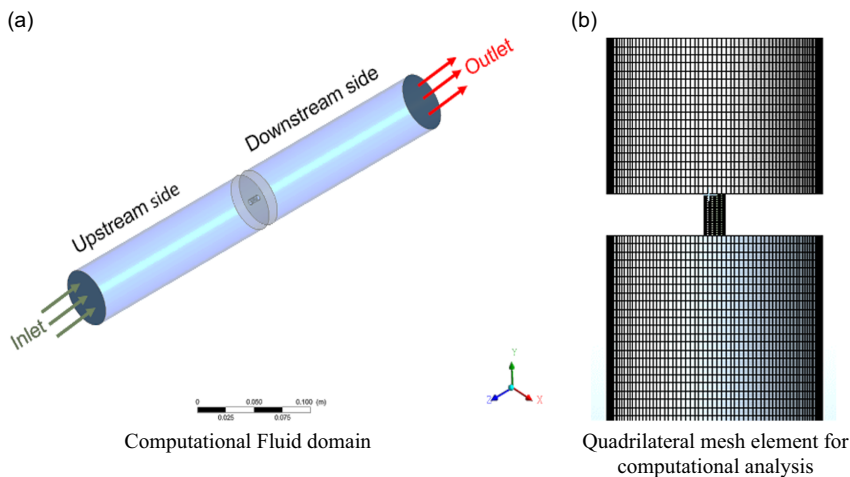 (a)
(b)
Outlet
Downstream side
Upstream side
Inlet
0 0.050 0.100 (m)
0.025 0.075
Y
Z X
Computational Fluid domain
Quadrilateral mesh element for
computational analysis